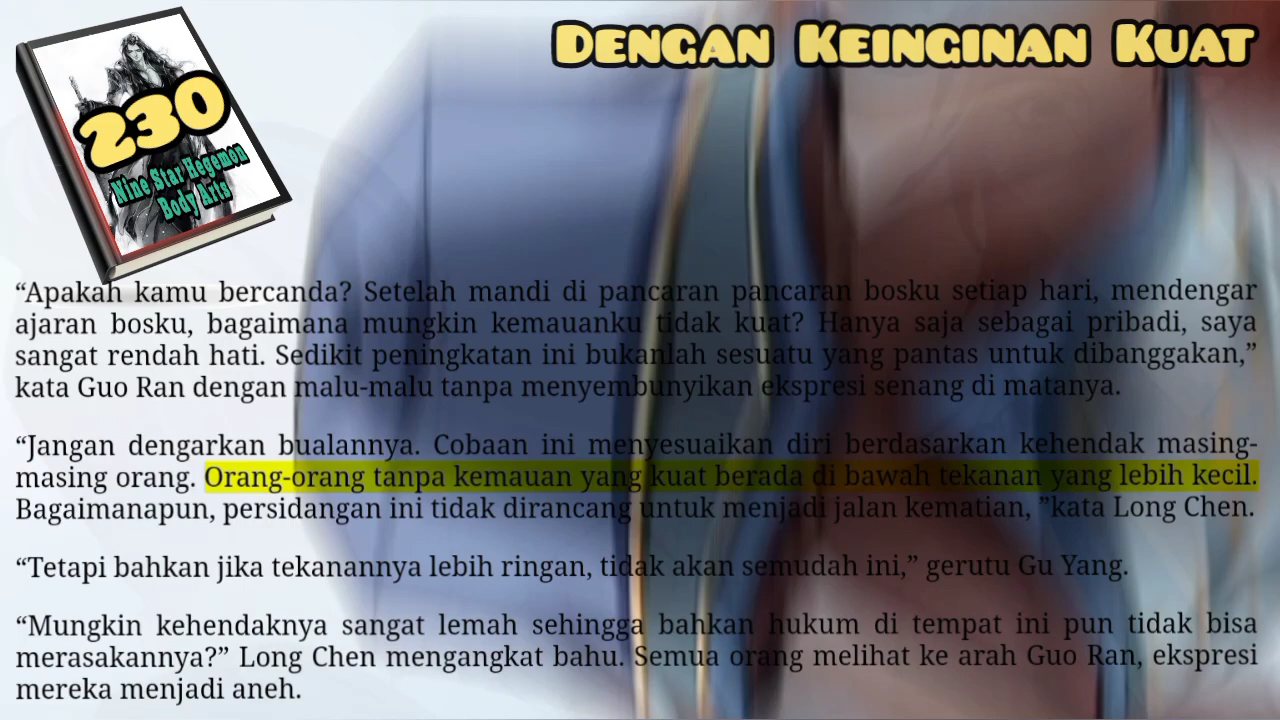 Dengan Keinginan Kuat
230
Nine Star Hegemon
Body Arts
“Apakah kamu bercanda? Setelah mandi di pancaran pancaran bosku setiap hari, mendengar
ajaran bosku, bagaimana mungkin kemauanku tidak kuat? Hanya saja sebagai pribadi, saya
sangat rendah hati. Sedikit peningkatan ini bukanlah sesuatu yang pantas untuk dibanggakan,”
kata Guo Ran dengan malu-malu tanpa menyembunyikan ekspresi senang di matanya.
“Jangan dengarkan bualannya. Cobaan ini menyesuaikan diri berdasarkan kehendak masing-
masing orang. Orang-orang tanpa kemauan yang kuat berada di bawah tekanan yang lebih kecil.
Bagaimanapun, persidangan ini tidak dirancang untuk menjadi jalan kematian, ”kata Long Chen.
“Tetapi bahkan jika tekanannya lebih ringan, tidak akan semudah ini,” gerutu Gu Yang.
“Mungkin kehendaknya sangat lemah sehingga bahkan hukum di tempat ini pun tidak bisa
merasakannya?” Long Chen mengangkat bahu. Semua orang melihat ke arah Guo Ran, ekspresi
mereka menjadi aneh.